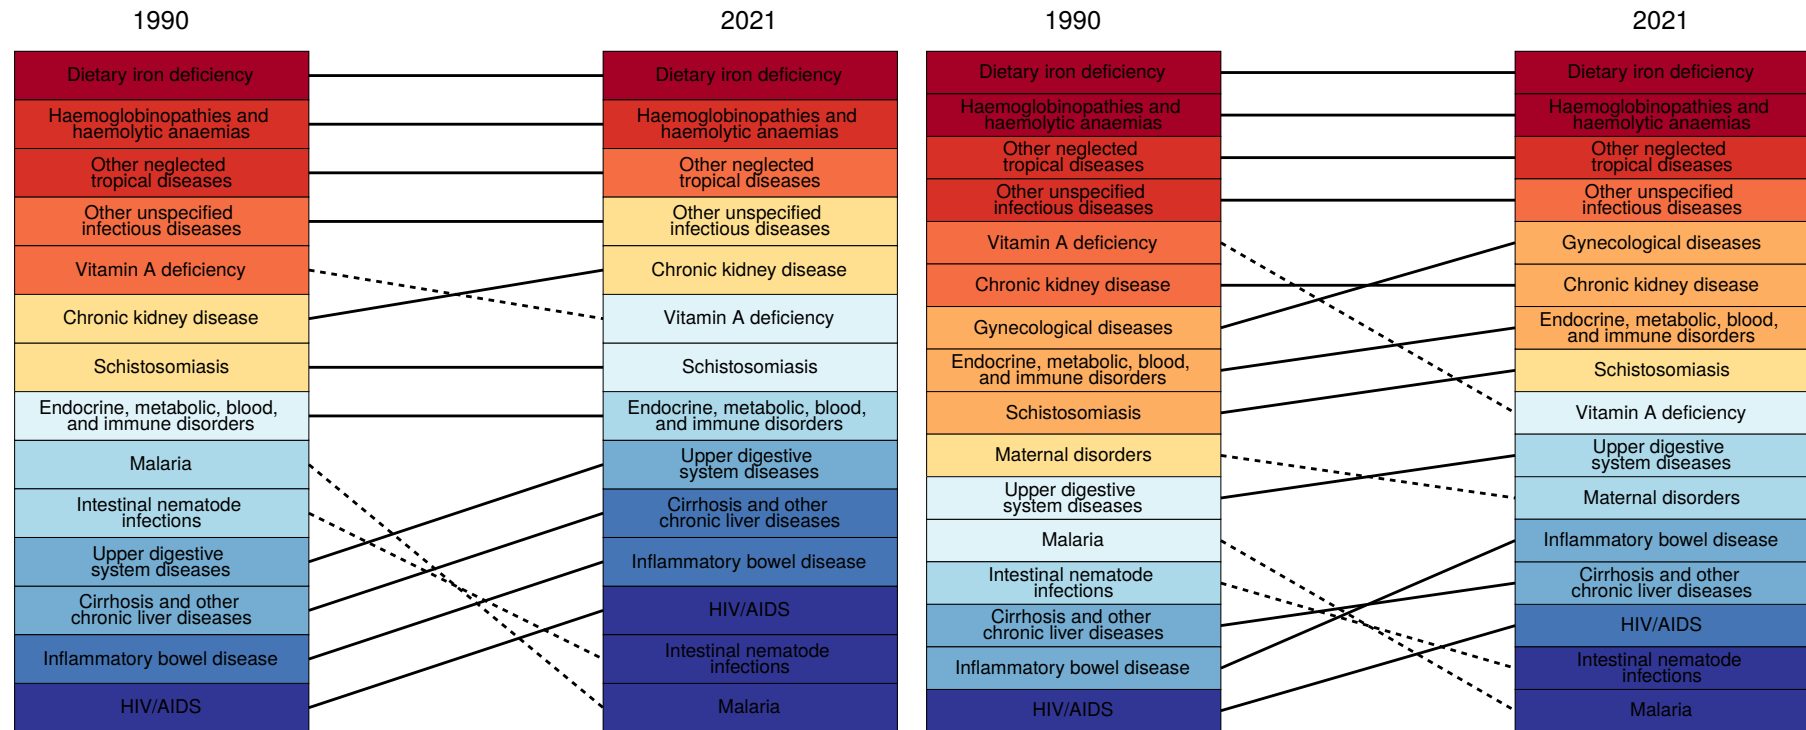 1990
Dietary iron deficiency
Haemoglobinopathies and
haemolytic anaemias
Other neglected
tropical diseases
Other unspecified
infectious diseases
Vitamin A deficiency
Chronic kidney disease
Schistosomiasis
Endocrine, metabolic, blood,
and immune disorders
Malaria
Intestinal nematode
infections
Upper digestive
system diseases
Cirrhosis and other
chronic liver diseases
Inflammatory bowel disease
HIV/AIDS
2021
Dietary iron deficiency
Haemoglobinopathies and
haemolytic anaemias
Other neglected
tropical diseases
Other unspecified
infectious diseases
Chronic kidney disease
Vitamin A deficiency
Schistosomiasis
Endocrine, metabolic, blood,
and immune disorders
Upper digestive
system diseases
Cirrhosis and other
chronic liver diseases
Inflammatory bowel disease
HIV/AIDS
Intestinal nematode
infections
Malaria
1990
Dietary iron deficiency
Haemoglobinopathies and
haemolytic anaemias
Other neglected
tropical diseases
Other unspecified
infectious diseases
Vitamin A deficiency
Chronic kidney disease
Gynecological diseases
Endocrine, metabolic, blood,
and immune disorders
Schistosomiasis
Maternal disorders
Upper digestive
system diseases
Malaria
Intestinal nematode
infections
Cirrhosis and other
chronic liver diseases
Inflammatory bowel disease
HIV/AIDS
2021
Dietary iron deficiency
Haemoglobinopathies and
haemolytic anaemias
Other neglected
tropical diseases
Other unspecified
infectious diseases
Gynecological diseases
Chronic kidney disease
Endocrine, metabolic, blood,
and immune disorders
Schistosomiasis
Vitamin A deficiency
Upper digestive
system diseases
Maternal disorders
Inflammatory bowel disease
Cirrhosis and other
chronic liver diseases
HIV/AIDS
Intestinal nematode
infections
Malaria